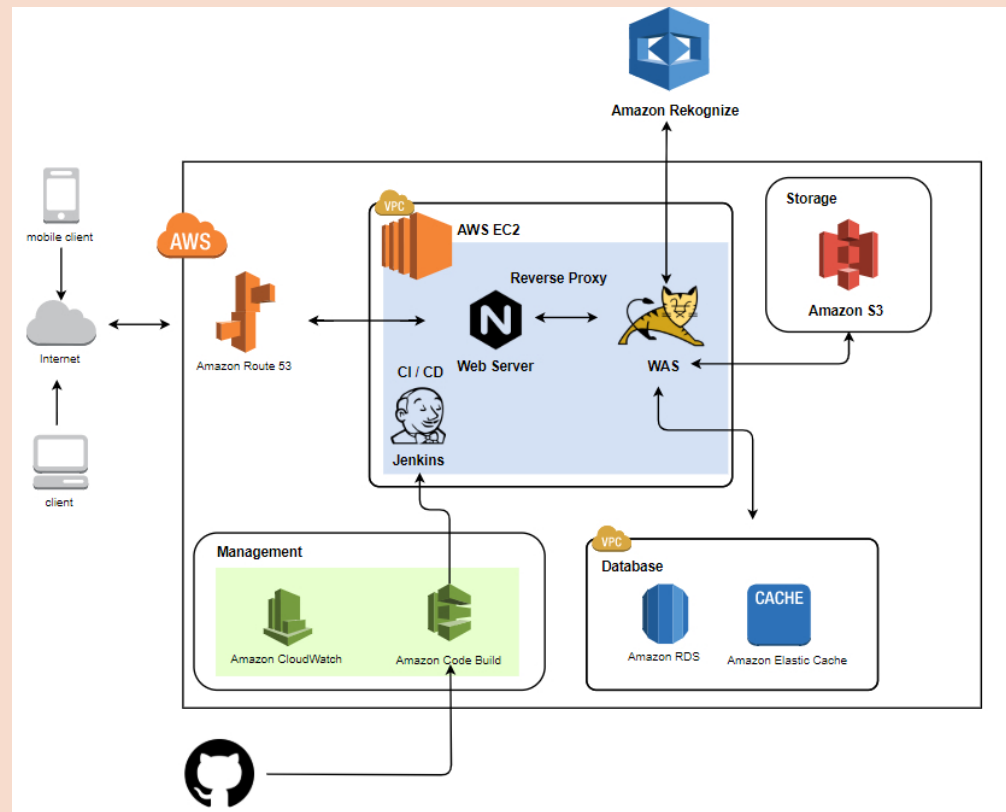 Amazon Rekognize
mobile client
Internet
client
AWS
Amazon Route 53
VPC
AWS EC2
Reverse Proxy
N
Web Server
WAS
CI / CD
Jenkins
Storage
Amazon S3
Management
Amazon CloudWatch
Amazon Code Build
VPC
Database
Amazon RDS
CACHE
Amazon Elastic Cache